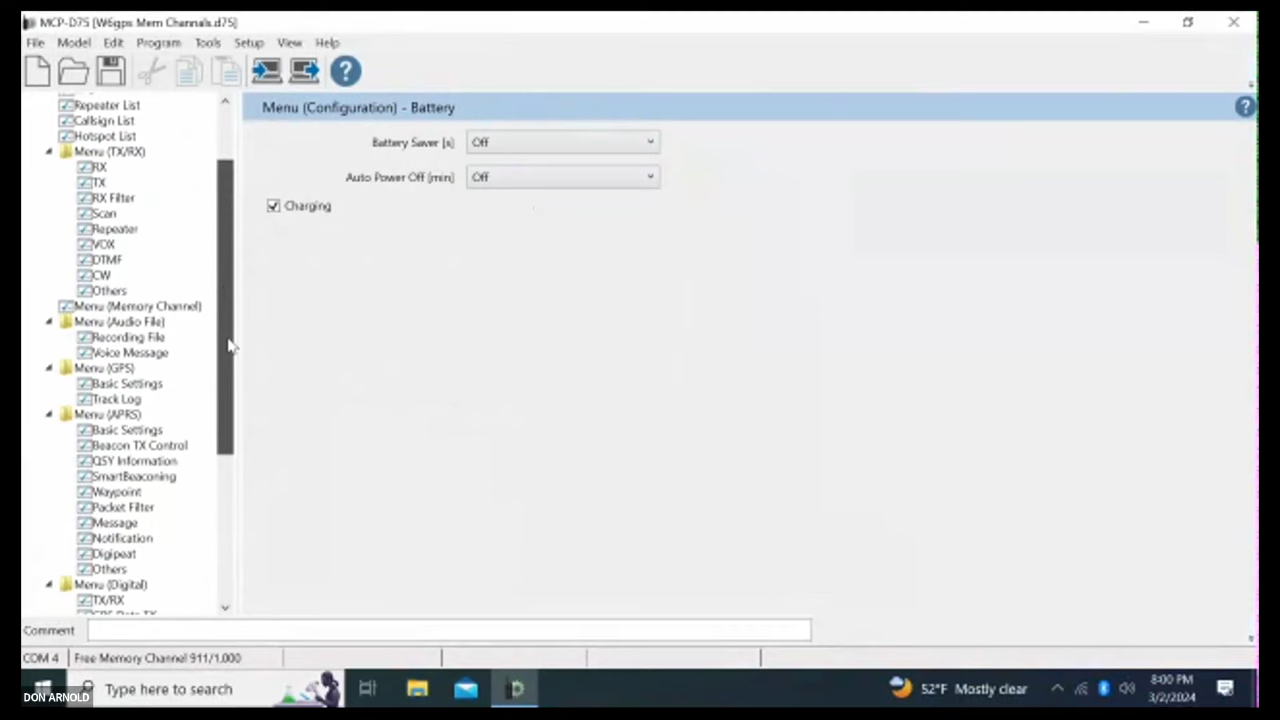 MCP-D75 [W6gps Mem Channels.d75]
File Model Edit Program Tools Setup View Help
Menu (Configuration) - Battery
Battery Saver [s] Off
Auto Power Off [min] Off
Charging
Repeater List
Callsign List
Hotspot List
Menu (TX/RX)
RX
TX
RX Filter
Scan
Repeater
VOX
DTMF
CW
Others
Menu (Memory Channel)
Menu (Audio File)
Recording File
Voice Message
Menu (GPS)
Basic Settings
Track Log
Menu (APRS)
Basic Settings
Beacon TX Control
QSY Information
SmartBeaconing
Waypoint
Packet Filter
Message
Notification
Digipeat
Others
Menu (Digital)
TX/RX
Comment
COM 4 Free Memory Channel 911/1.000
Type here to search
52°F Mostly clear
8:00 PM
3/2/2024
DON ARNOLD